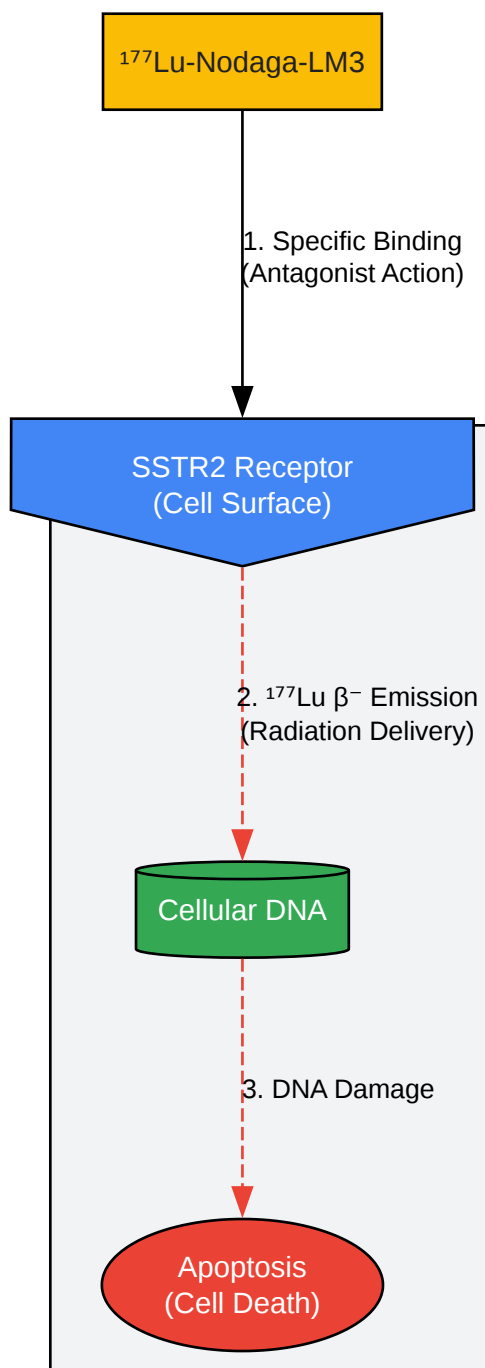 ¹⁷⁷Lu-Nodaga-LM3
1. Specific Binding
(Antagonist Action)
SSTR2 Receptor
(Cell Surface)
2. ¹⁷⁷Lu β⁻ Emission
(Radiation Delivery)
Cellular DNA
3. DNA Damage
Apoptosis
(Cell Death)